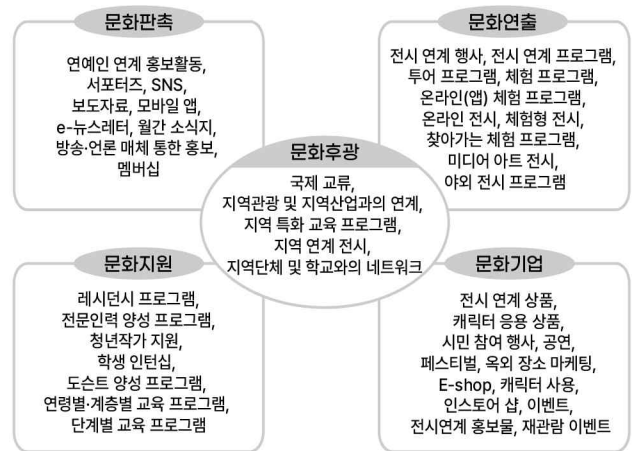 문화판촉
연예인 연계 홍보활동,
서포터즈, SNS,
보도자료, 모바일 앱,
e-뉴스레터, 월간 소식지,
방송·언론 매체 통한 홍보,
멤버십
문화연출
전시 연계 행사, 전시 연계 프로그램,
투어 프로그램, 체험 프로그램,
온라인(앱) 체험 프로그램,
온라인 전시, 체험형 전시,
찾아가는 체험 프로그램,
미디어 아트 전시,
야외 전시 프로그램
문화후광
국제 교류,
지역관광 및 지역산업과의 연계,
지역 특화 교육 프로그램,
지역 연계 전시,
지역단체 및 학교와의 네트워크
문화지원
레시던시 프로그램,
전문인력 양성 프로그램,
청년작가 지원,
학생 인턴십,
도슨트 양성 프로그램,
연령별·계층별 교육 프로그램,
단계별 교육 프로그램
문화기업
전시 연계 상품,
캐릭터 응용 상품,
시민 참여 행사, 공연,
페스티벌, 옥외 장소 마케팅,
E-shop, 캐릭터 사용,
인스토어 샵, 이벤트,
전시연계 홍보물, 재관람 이벤트